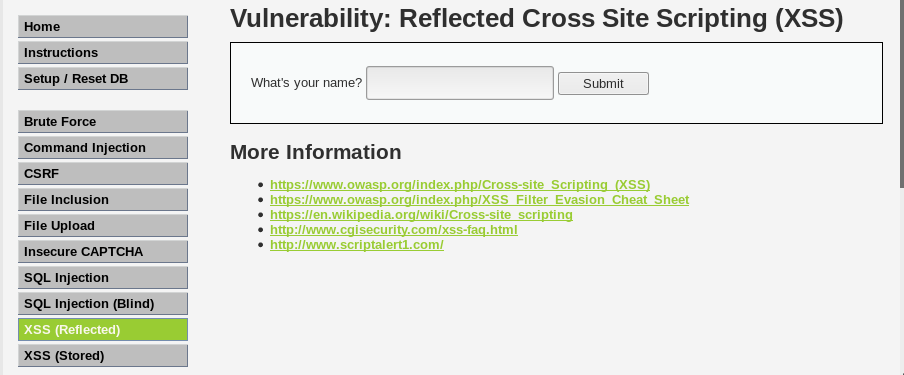 Home
Instructions
Setup / Reset DB
Brute Force
Command Injection
CSRF
File Inclusion
File Upload
Insecure CAPTCHA
SQL Injection
SQL Injection (Blind)
XSS (Reflected)
XSS (Stored)
Vulnerability: Reflected Cross Site Scripting (XSS)
What's your name? Submit
More Information
https://www.owasp.org/index.php/Cross-site_Scripting_(XSS)
https://www.owasp.org/index.php/XSS_Filter_Evasion_Cheat_Sheet
https://en.wikipedia.org/wiki/Cross-site_scripting
http://www.cgisecurity.com/xss-faq.html
http://www.scriptalert1.com/